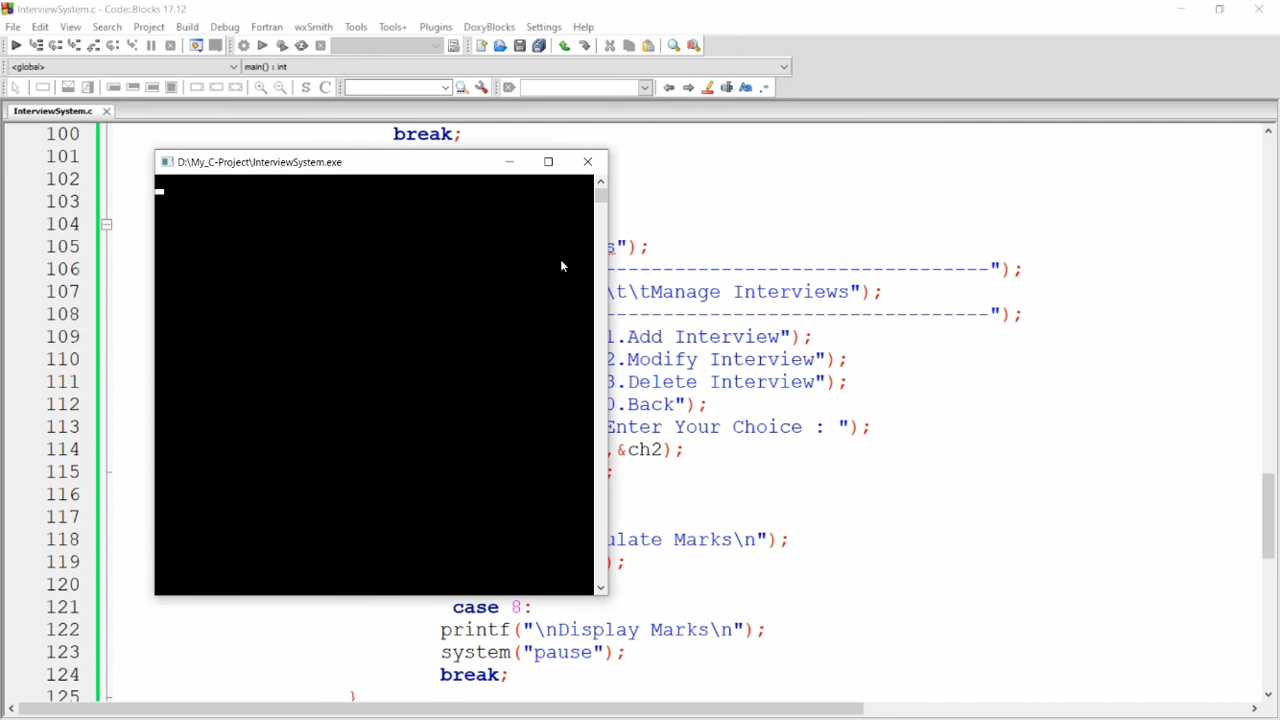 InterviewSystem.c - Code::Blocks 17.12
File Edit View Search Project Build Debug Fortran wxSmith Tools Tools+ Plugins DoxyBlocks Settings Help
<global> main() : int
S C
InterviewSystem.c
100 break;
101
D:\My_C-Project\InterviewSystem.exe
102
103
104
105 s");
106 ---------------------------------");
107 \t\tManage Interviews");
108 ---------------------------------");
109 1.Add Interview");
110 2.Modify Interview");
111 3.Delete Interview");
112 0.Back");
113 Enter Your Choice : ");
114 ,&ch2);
115 ;
116
117
118 ulate Marks\n");
119 );
120
121 case 8:
122 printf("\nDisplay Marks\n");
123 system("pause");
124 break;
125 }